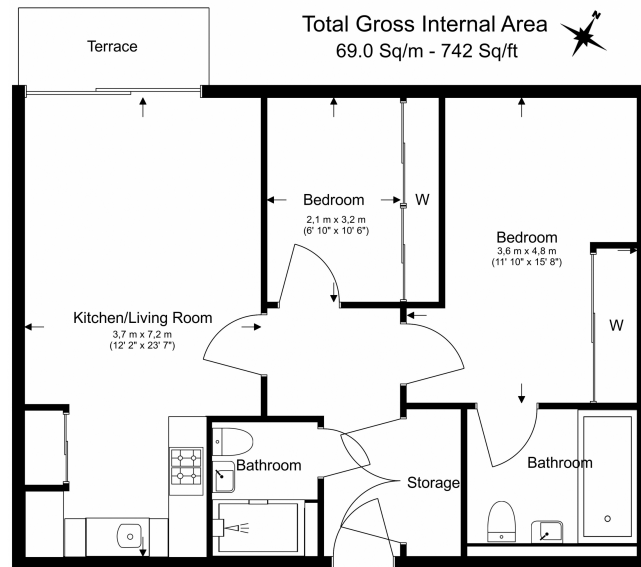 Total Gross Internal Area
69.0 Sq/m - 742 Sq/ft
N
Terrace
Bedroom
2,1 m x 3,2 m
(6' 10" x 10' 6")
W
Bedroom
3,6 m x 4,8 m
(11' 10" x 15' 8")
W
Kitchen/Living Room
3,7 m x 7,2 m
(12' 2" x 23' 7")
Bathroom
Storage
Bathroom